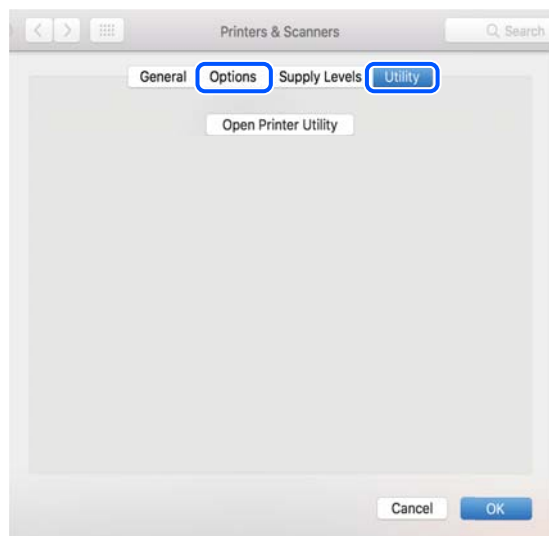 Printers & Scanners
Search
General Options Supply Levels Utility
Open Printer Utility
Cancel OK